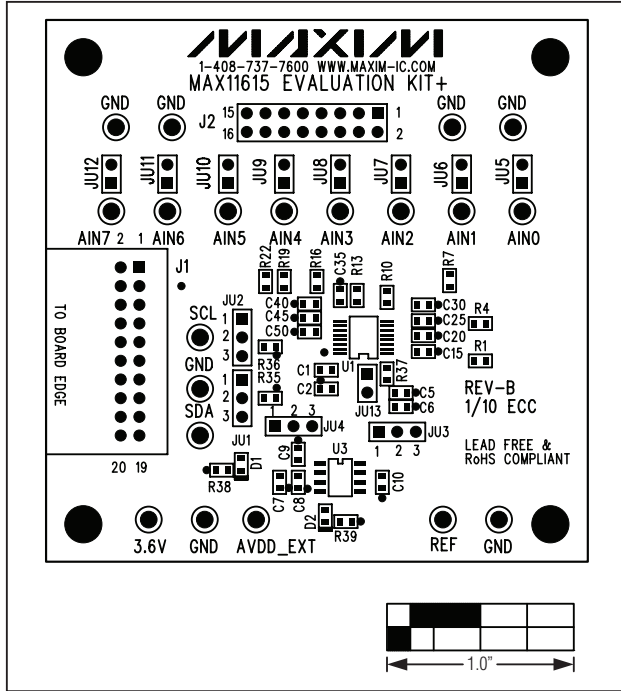 MAXIM
1-408-737-7600 WWW.MAXIM-IC.COM
MAX11615 EVALUATION KIT+
GND GND J2 15 1 GND GND
16 2
JU12 JU11 JU10 JU9 JU8 JU7 JU6 JU5
AIN7 AIN6 AIN5 AIN4 AIN3 AIN2 AIN1 AIN0
2 1
J1
TO BOARD EDGE
20 19
R22 R19 R16 C35 R13 R10 R7
SCL JU2 1 2 3
C40 C45 C50
C30 C25 C20 C15
R4
R1
GND
R36
R35
C1
C2
U1
R37
JU13
C5
C6
SDA 1 2 3
JU1
1 2 3
JU4
1 2 3
JU3
REV-B
1/10 ECC
LEAD FREE &
RoHS COMPLIANT
R38 D1 C9 C7 C8 U3 C10
D2 R39
3.6V GND AVDD_EXT REF GND
1.0"